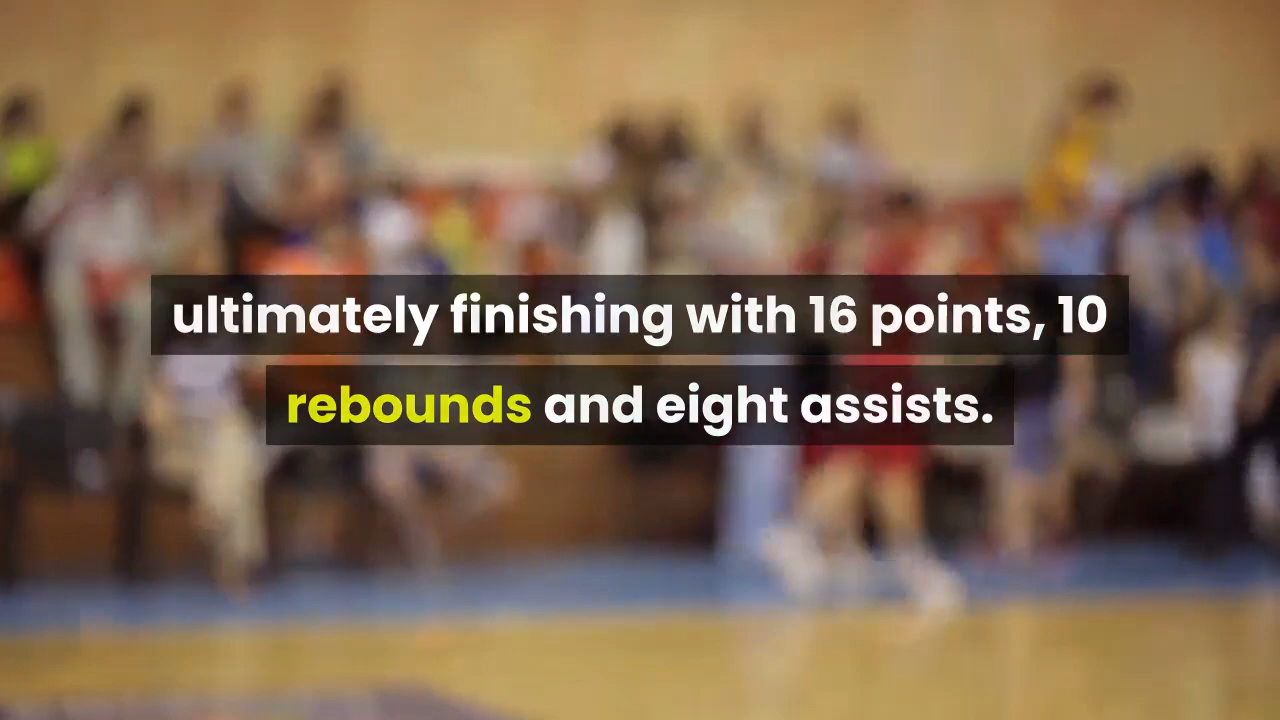 ultimately finishing with 16 points, 10
rebounds and eight assists.